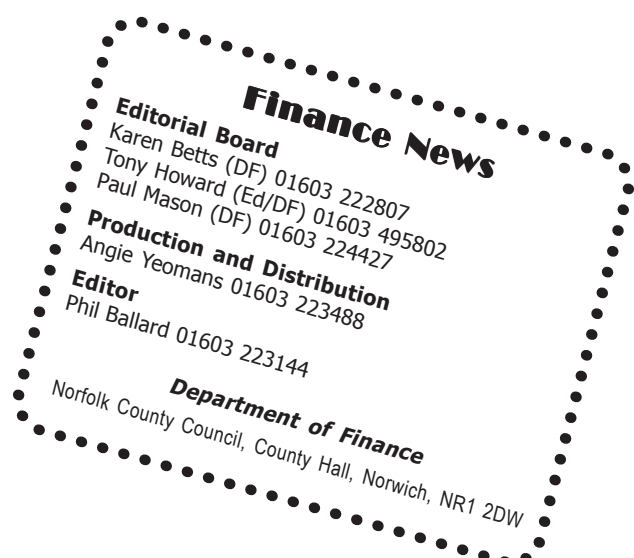 Finance News
Editorial Board
Karen Betts (DF) 01603 222807
Tony Howard (Ed/DF) 01603 495802
Paul Mason (DF) 01603 224427
Production and Distribution
Angie Yeomans 01603 223488
Editor
Phil Ballard 01603 223144
Department of Finance
Norfolk County Council, County Hall, Norwich, NR1 2DW